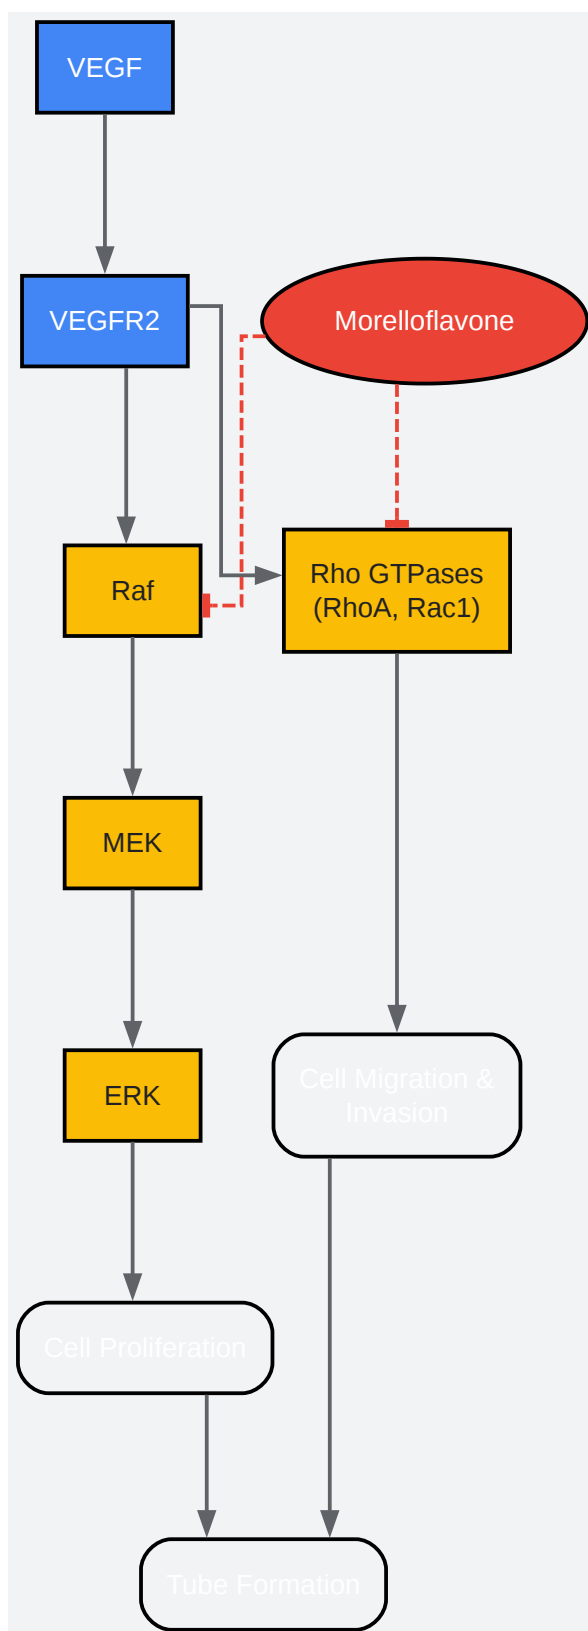 VEGF
VEGFR2
Morelloflavone
Raf
Rho GTPases
(RhoA, Rac1)
MEK
ERK
Cell Migration &
Invasion
Cell Proliferation
Tube Formation